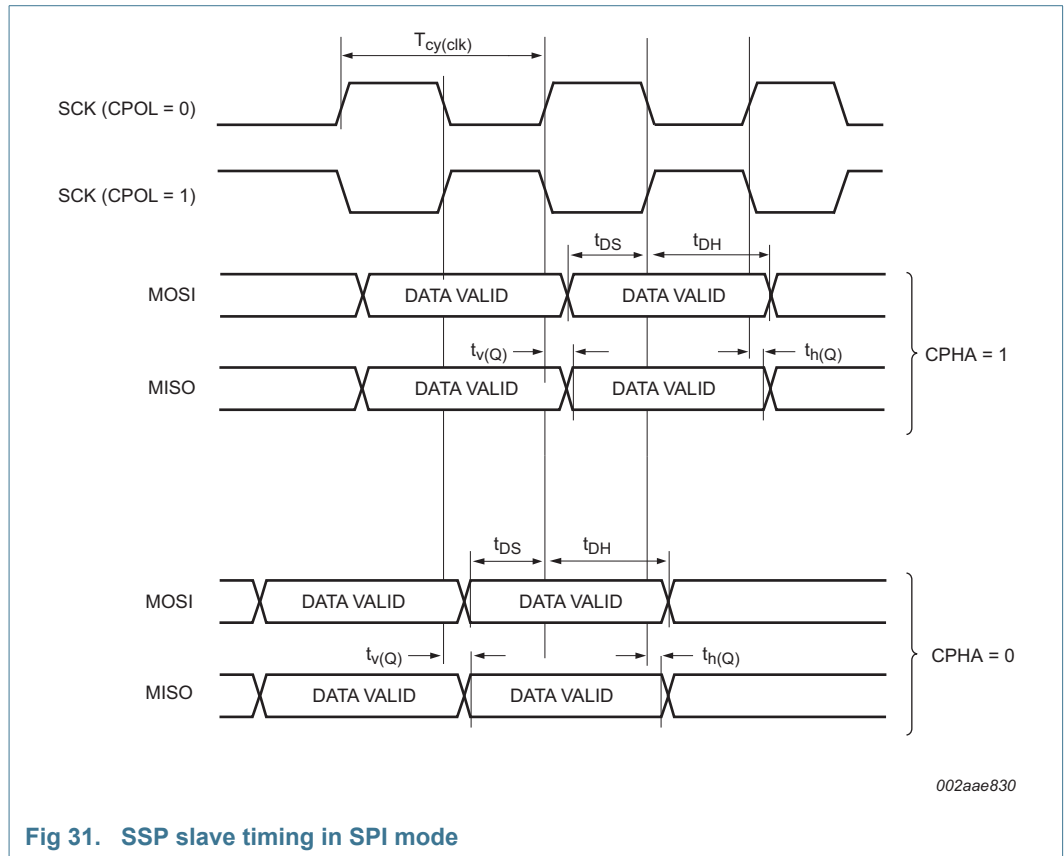 Tcy(clk)
SCK (CPOL = 0)
SCK (CPOL = 1)
tDS tDH
MOSI DATA VALID DATA VALID
tv(Q) th(Q)
CPHA = 1
MISO DATA VALID DATA VALID
tDS tDH
MOSI DATA VALID DATA VALID
tv(Q) th(Q)
CPHA = 0
MISO DATA VALID DATA VALID
002aae830
Fig 31. SSP slave timing in SPI mode